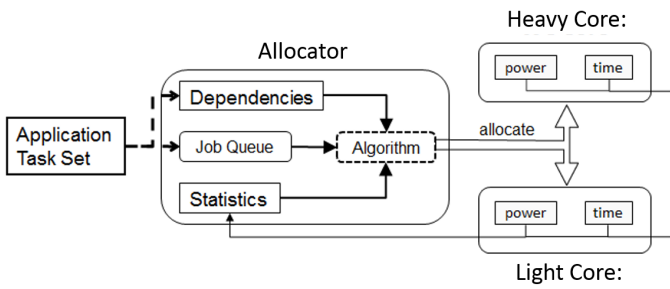 Heavy Core:
power
time
Allocator
Dependencies
Application
Task Set
Job Queue
Algorithm
allocate
Statistics
power
time
Light Core: